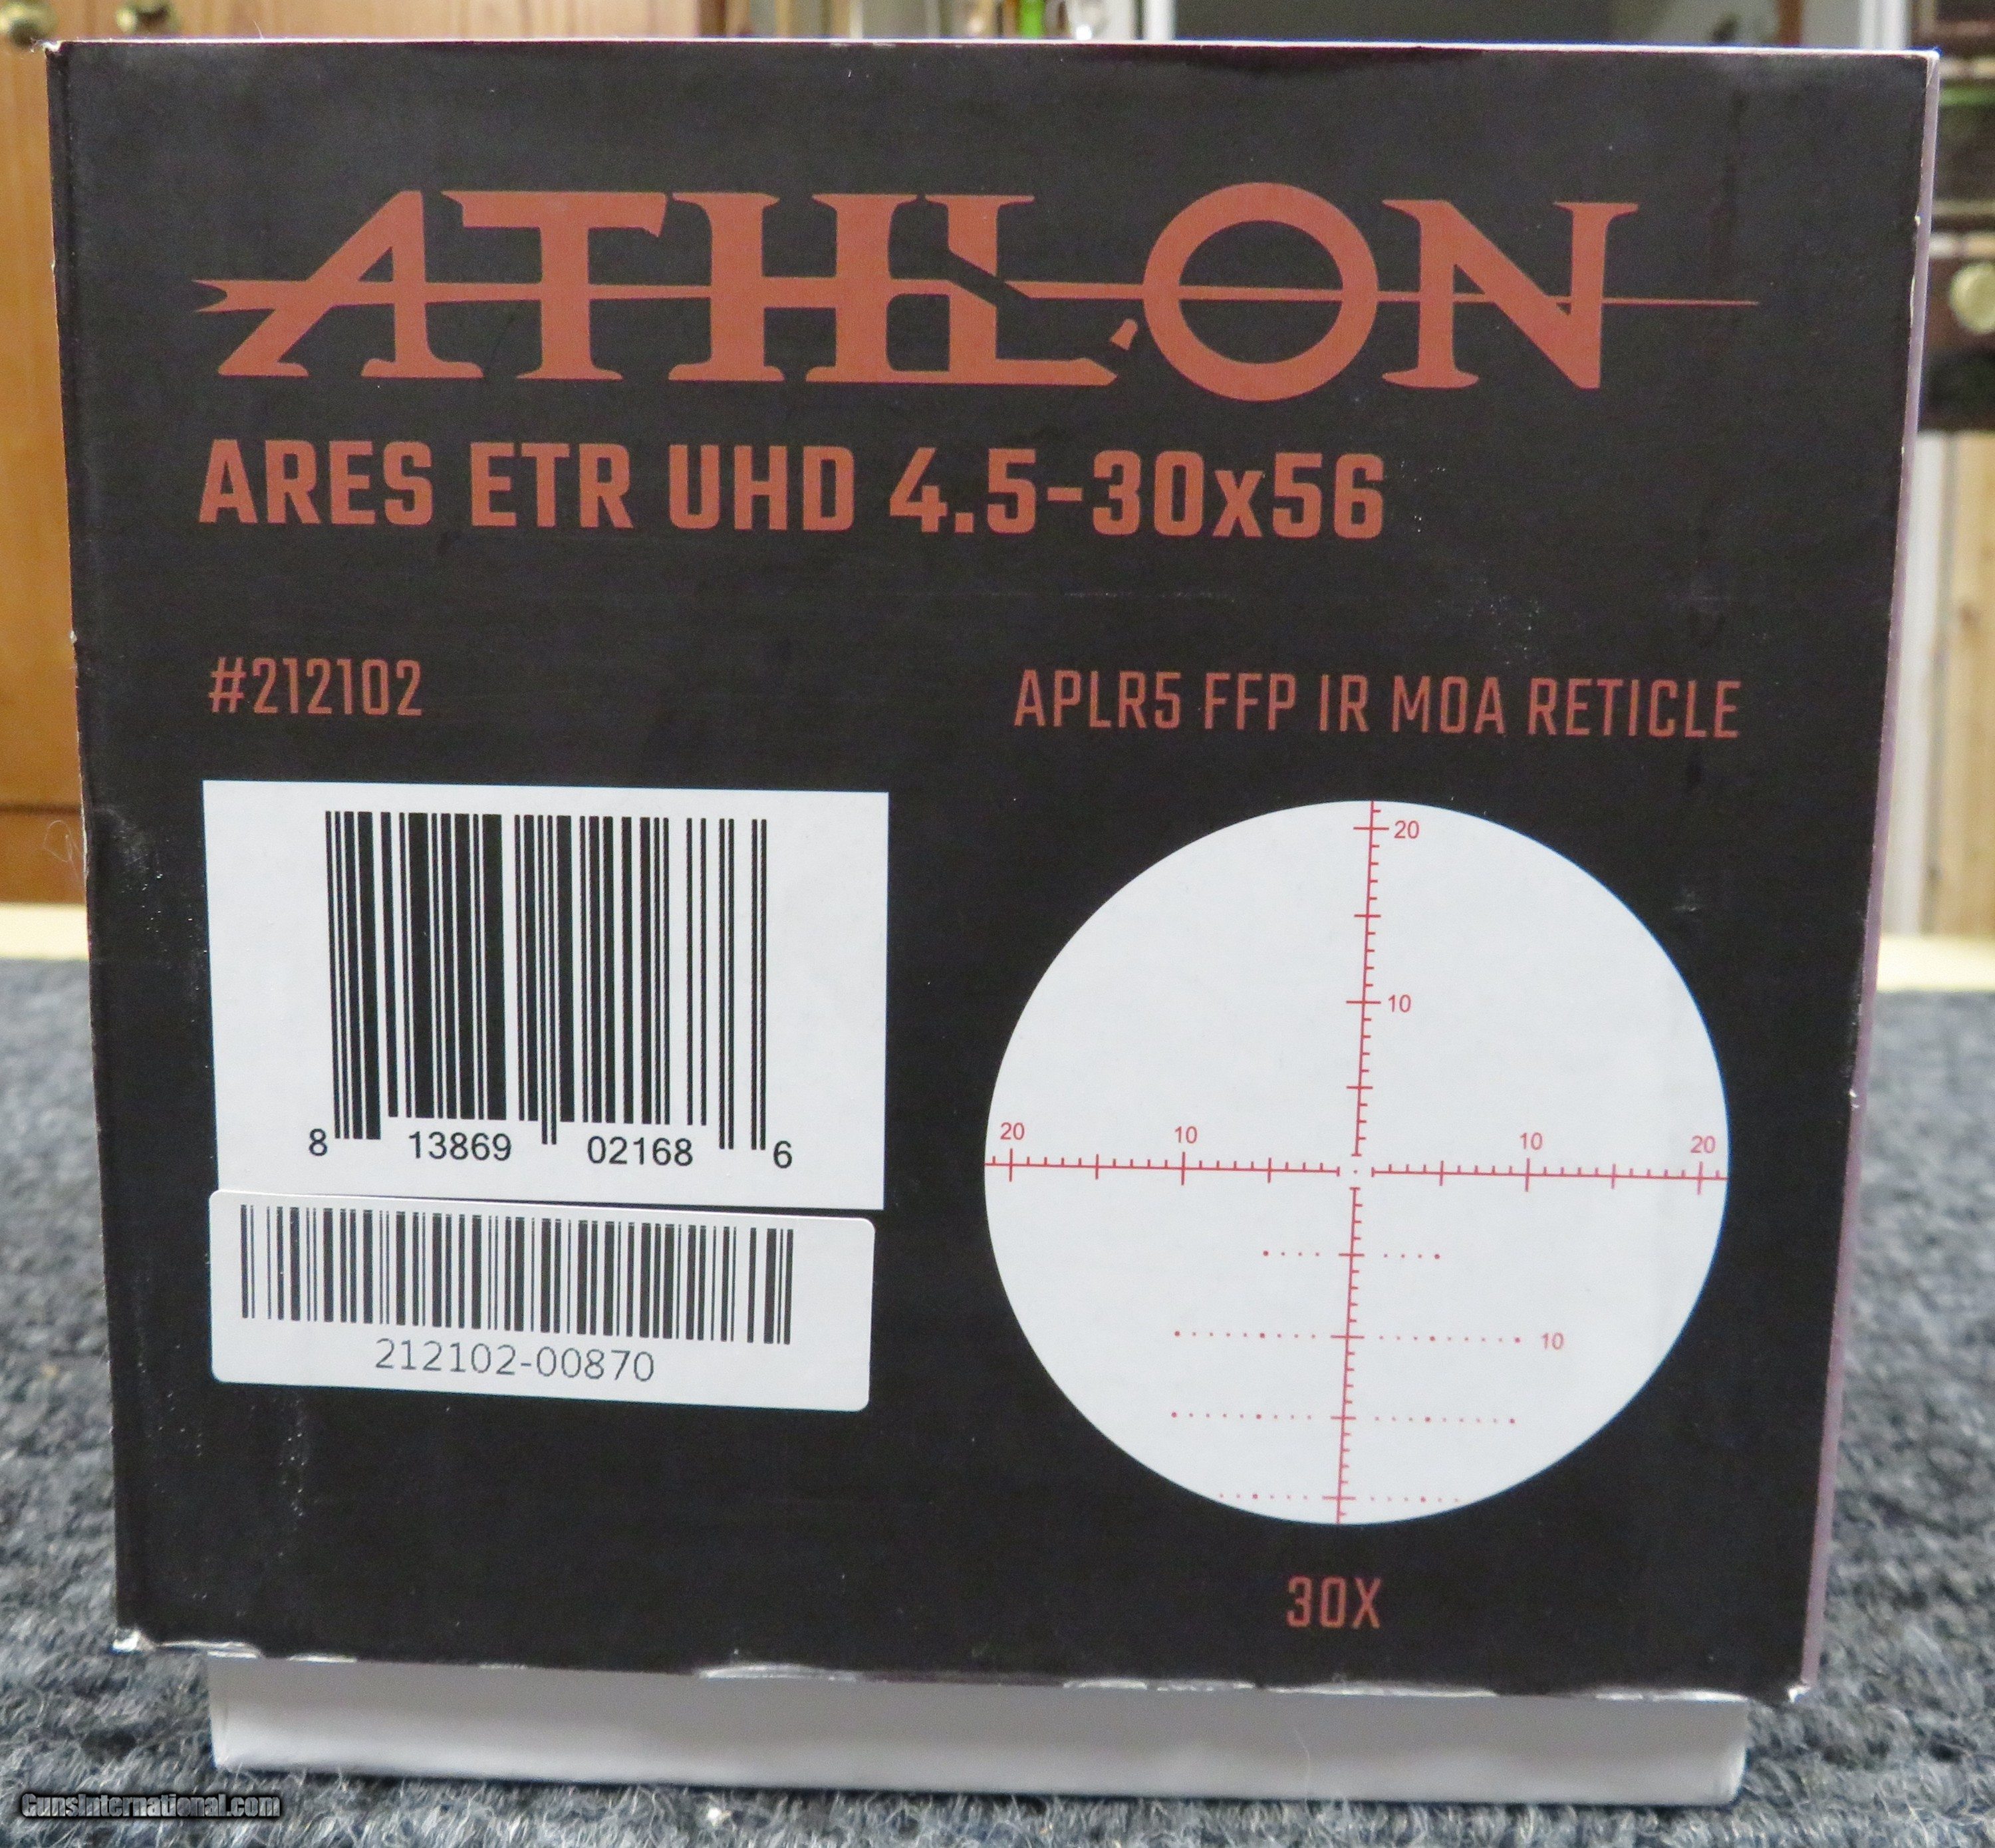 ATHLON
ARES ETR UHD 4.5-30x56
#212102
APLR5 FFP IR MOA RETICLE
8 13869 02168 6
212102-00870
20
10
20 10 10 20
10
30X
GunsInternational.com